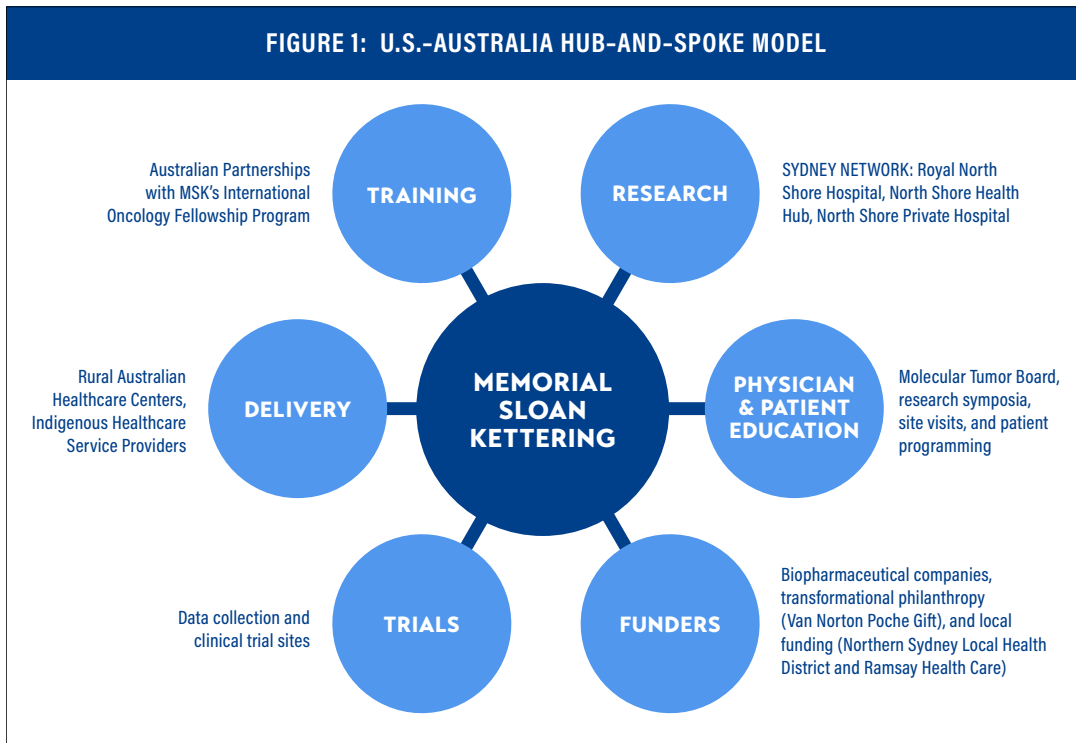 FIGURE 1: U.S.-AUSTRALIA HUB-AND-SPOKE MODEL
Australian Partnerships
with MSK's International
Oncology Fellowship Program
TRAINING
RESEARCH
SYDNEY NETWORK: Royal North
Shore Hospital, North Shore Health
Hub, North Shore Private Hospital
Rural Australian
Healthcare Centers,
Indigenous Healthcare
Service Providers
DELIVERY
MEMORIAL
SLOAN
KETTERING
PHYSICIAN
& PATIENT
EDUCATION
Molecular Tumor Board,
research symposia,
site visits, and patient
programming
Data collection and
clinical trial sites
TRIALS
FUNDERS
Biopharmaceutical companies,
transformational philanthropy
(Van Norton Poche Gift), and local
funding (Northern Sydney Local Health
District and Ramsay Health Care)